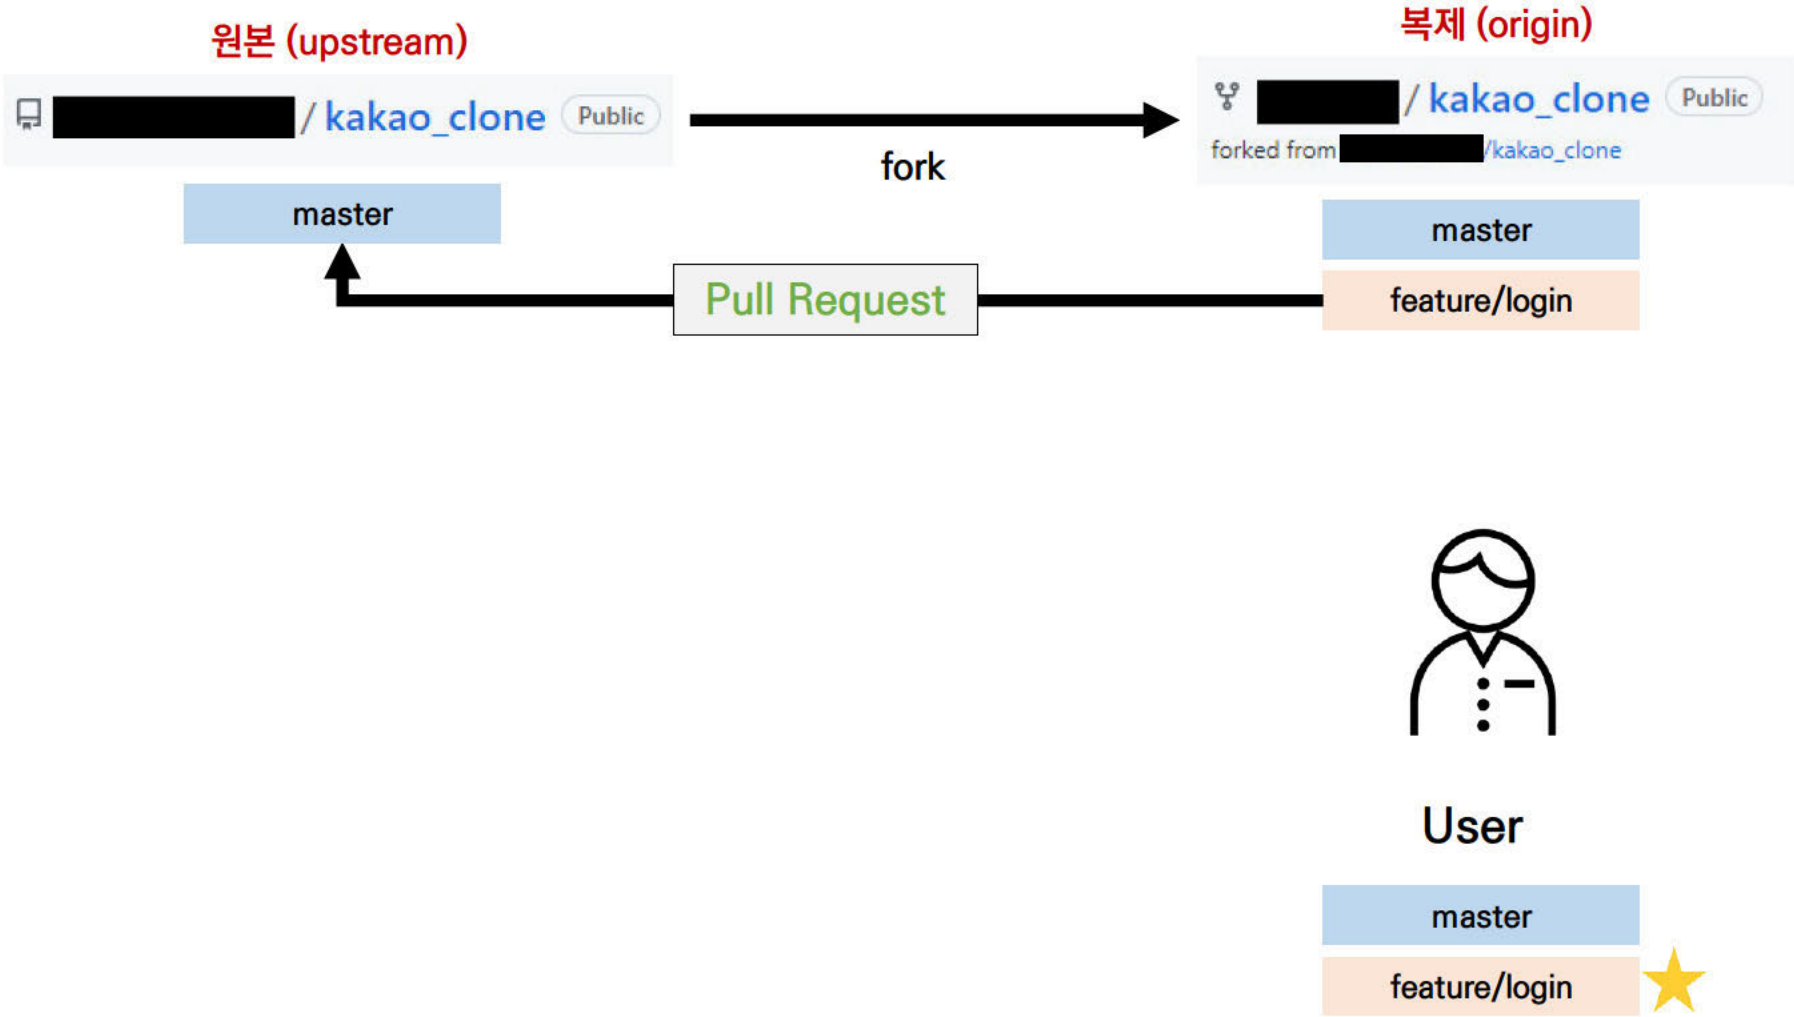 원본 (upstream)
/ kakao_clone Public
master
fork
복제 (origin)
/ kakao_clone Public
forked from /kakao_clone
master
feature/login
Pull Request
User
master
feature/login